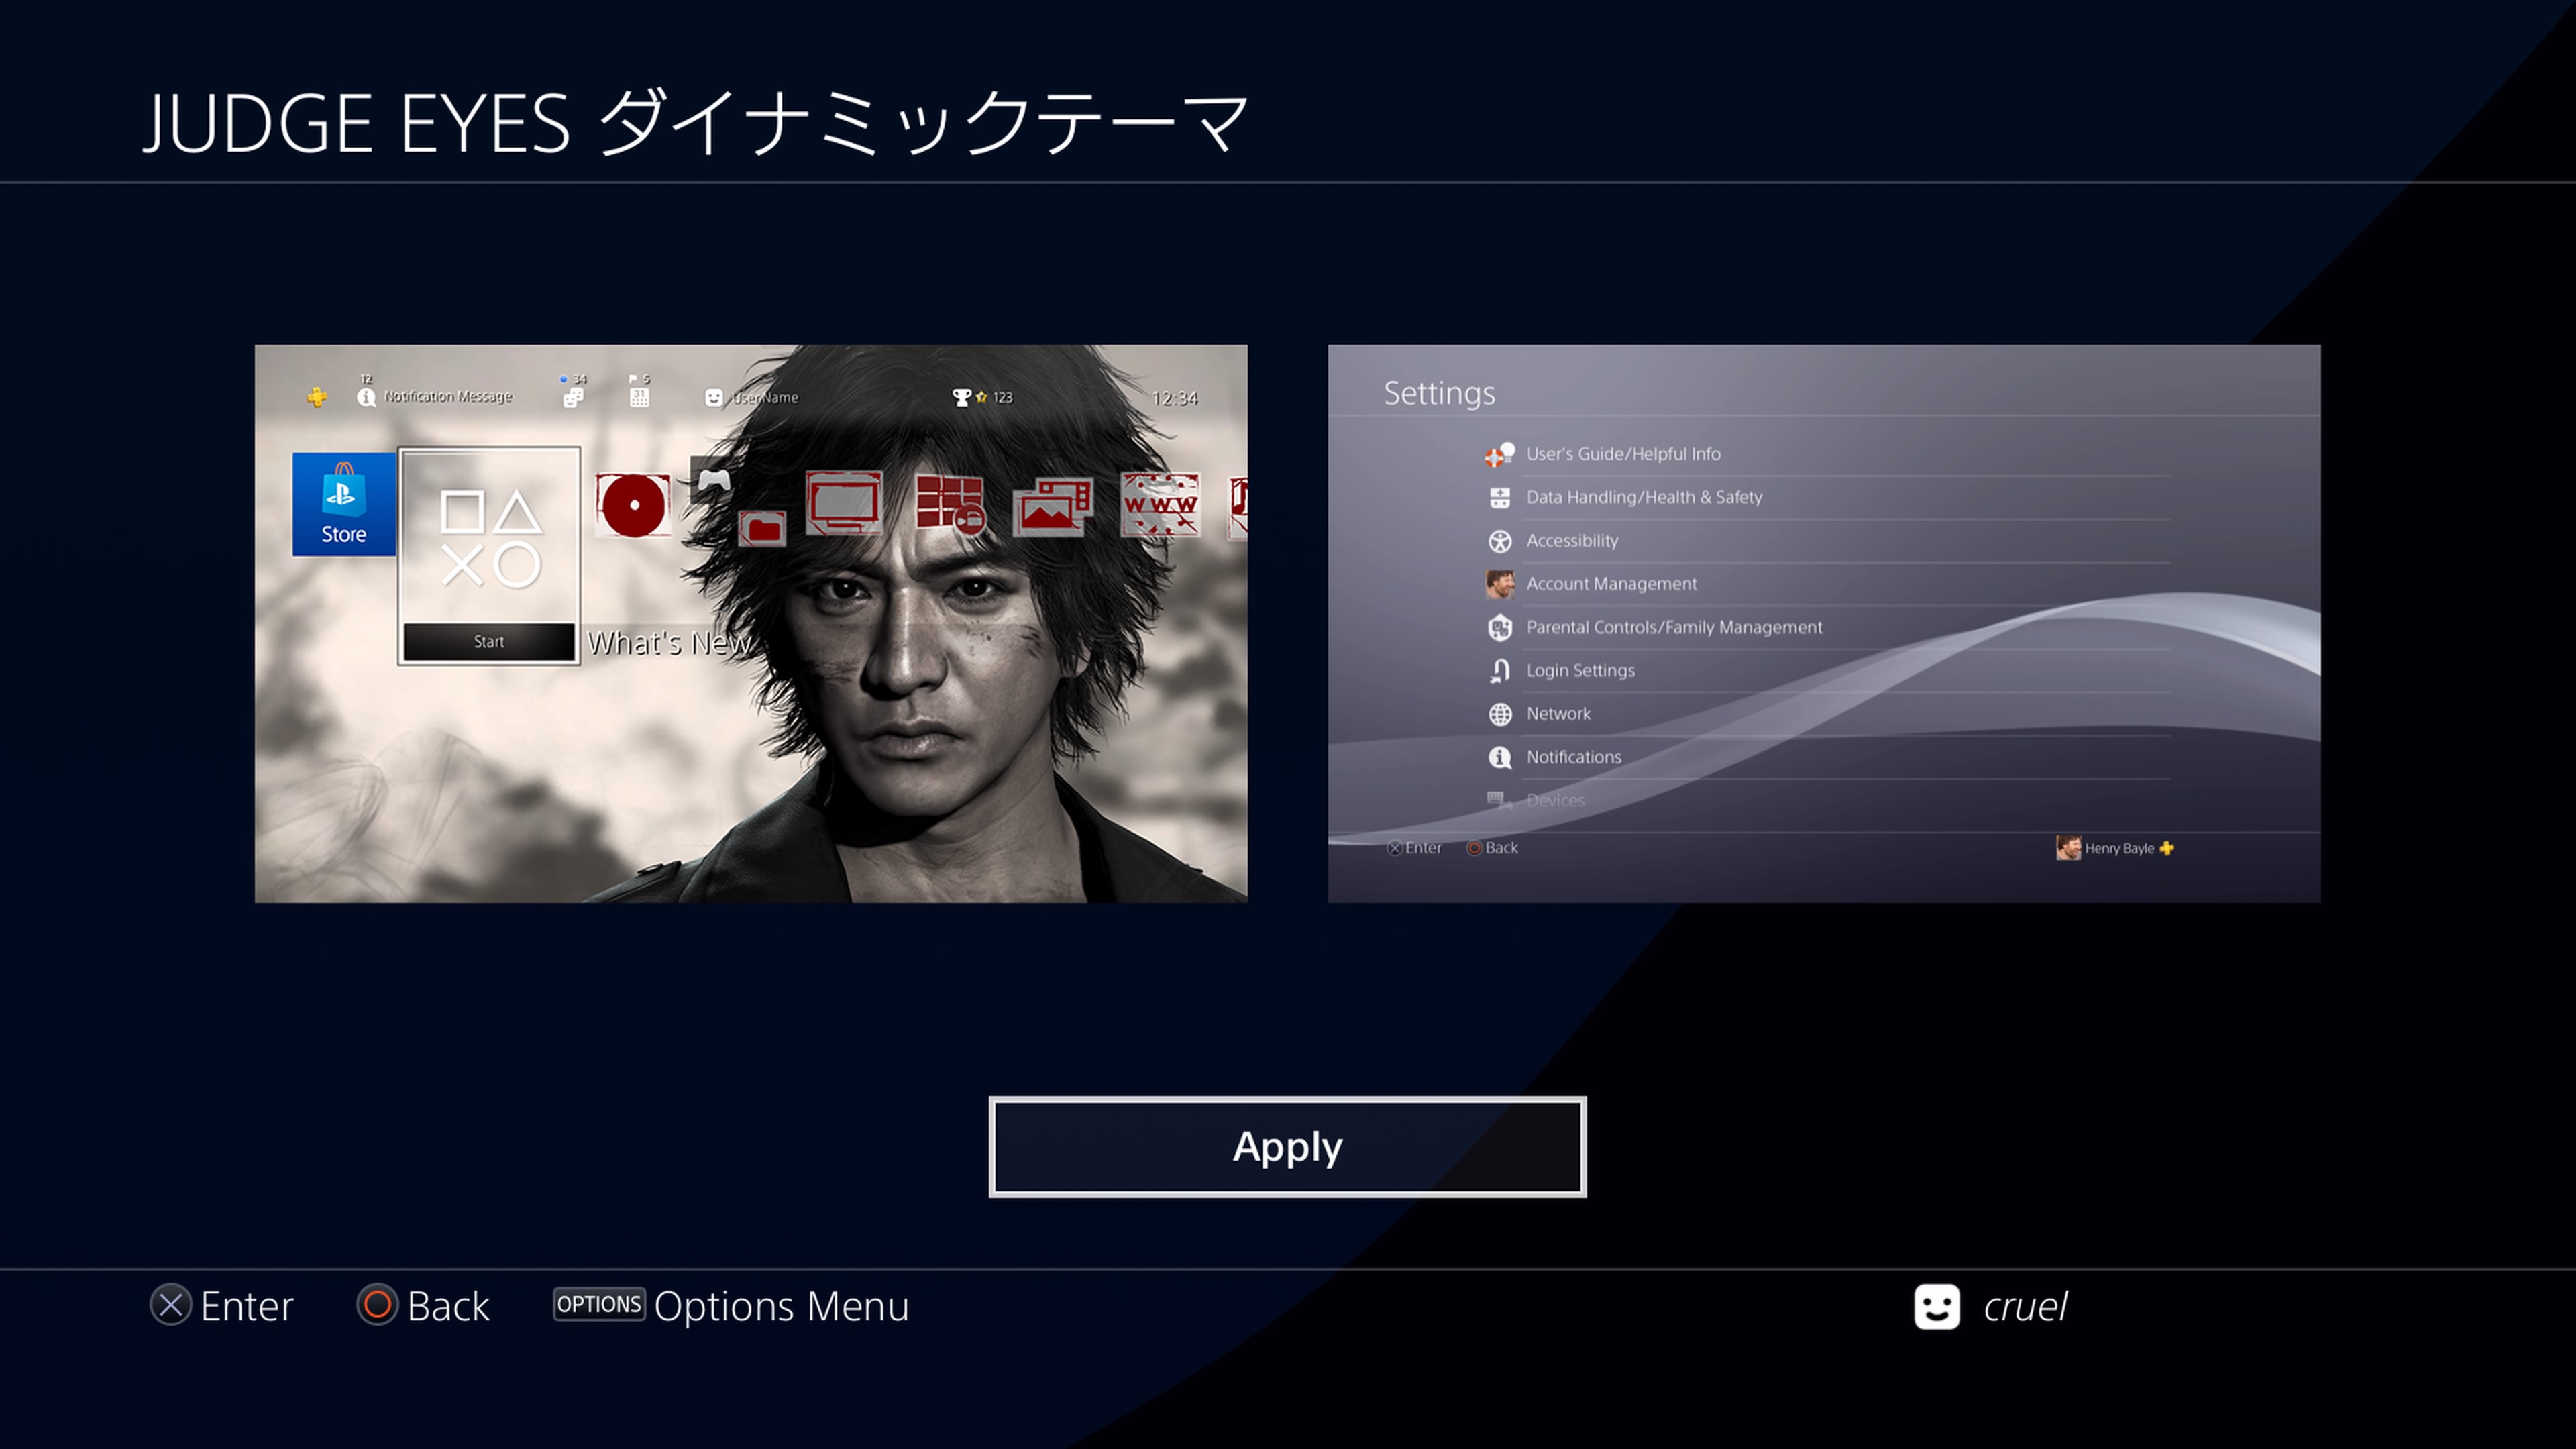 JUDGE EYES ダイナミックテーマ
12 34 5
Notification Message 31 UserName 123 12:34
Store
WWW
Start What's New
Settings
User's Guide/Helpful Info
Data Handling/Health & Safety
Accessibility
Account Management
Parental Controls/Family Management
Login Settings
Network
Notifications
Devices
Enter Back Henry Bayle
Apply
Enter Back OPTIONS Options Menu cruel